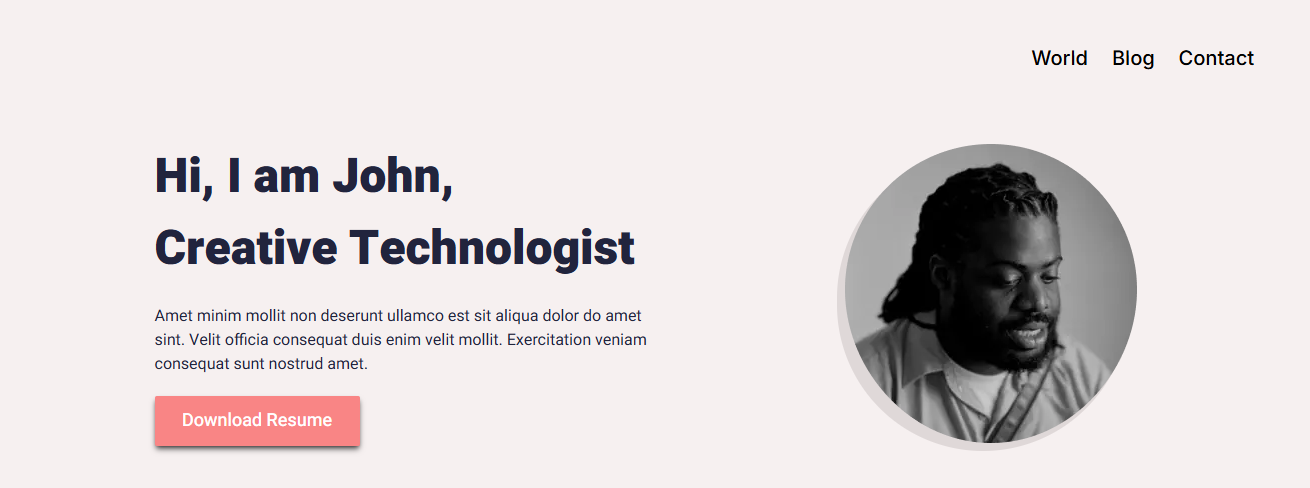 World Blog Contact
Hi, I am John,
Creative Technologist
Amet minim mollit non deserunt ullamco est sit aliqua dolor do amet
sint. Velit officia consequat duis enim velit mollit. Exercitation veniam
consequat sunt nostrud amet.
Download Resume